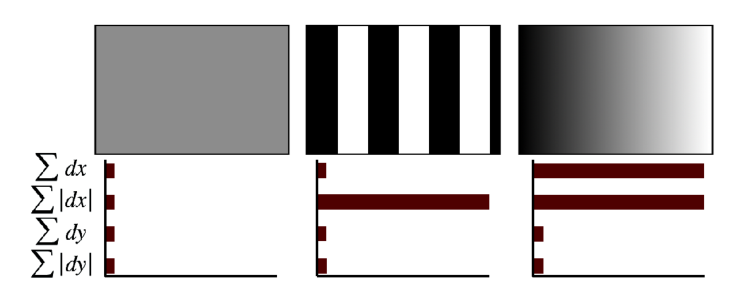 ∑ dx
∑ |dx|
∑ dy
∑ |dy|